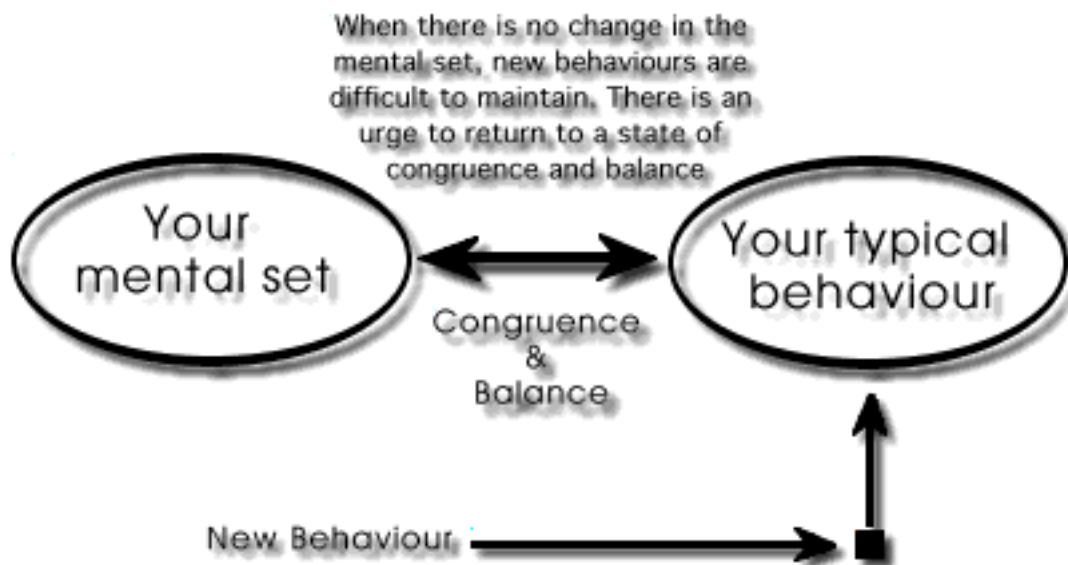 When there is no change in the
mental set, new behaviours are
difficult to maintain. There is an
urge to return to a state of
congruence and balance
Your
mental set
Your typical
behaviour
Congruence
&
Balance
New Behaviour